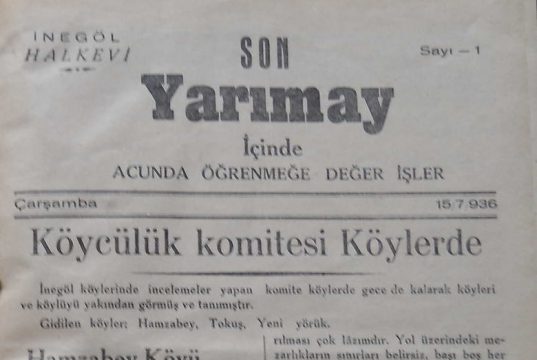 İNEGÖL
HALKEVİ
SON
Sayı — 1
Yarımay
İçinde
ACUNDA ÖĞRENMEĞE DEĞER İŞLER
Çarşamba
15.7.936
Köycülük komitesi Köylerde
İnegöl köylerinde incelemeler yapan komite köylerde gece de kalarak köyleri
ve köylüyü yakından görmüş ve tanımıştır.
Gidilen köyler; Hamzabey, Tokuş, Yeni yörük.
Hamzabey Köyü
rılması çok lâzımdır. Yol üzerindeki me-
zarlıkların sınırları belirsiz, başı boş her